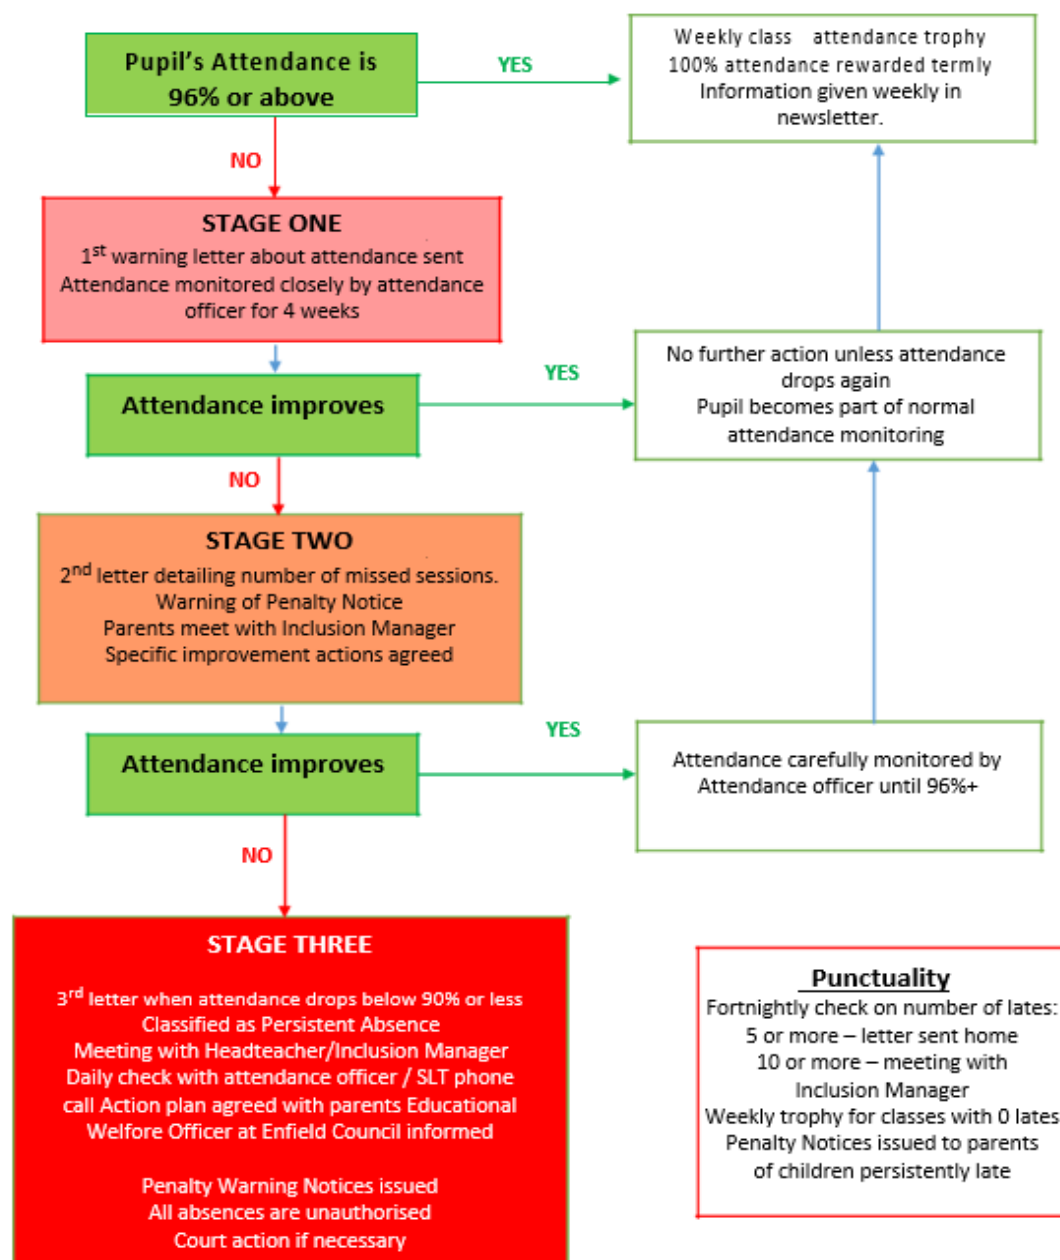 Pupil's Attendance is
96% or above
YES
Weekly class attendance trophy
100% attendance rewarded termly
Information given weekly in
newsletter.
NO
STAGE ONE
1st warning letter about attendance sent
Attendance monitored closely by attendance
officer for 4 weeks
Attendance improves
YES
No further action unless attendance
drops again
Pupil becomes part of normal
attendance monitoring
NO
STAGE TWO
2nd letter detailing number of missed sessions.
Warning of Penalty Notice
Parents meet with Inclusion Manager
Specific improvement actions agreed
Attendance improves
YES
Attendance carefully monitored by
Attendance officer until 96%+
NO
STAGE THREE
3rd letter when attendance drops below 90% or less
Classified as Persistent Absence
Meeting with Headteacher/Inclusion Manager
Daily check with attendance officer / SLT phone
call Action plan agreed with parents Educational
Welfore Officer at Enfield Council informed
Penalty Warning Notices issued
All absences are unauthorised
Court action if necessary
Punctuality
Fortnightly check on number of lates:
5 or more – letter sent home
10 or more – meeting with
Inclusion Manager
Weekly trophy for classes with 0 lates
Penalty Notices issued to parents
of children persistently late